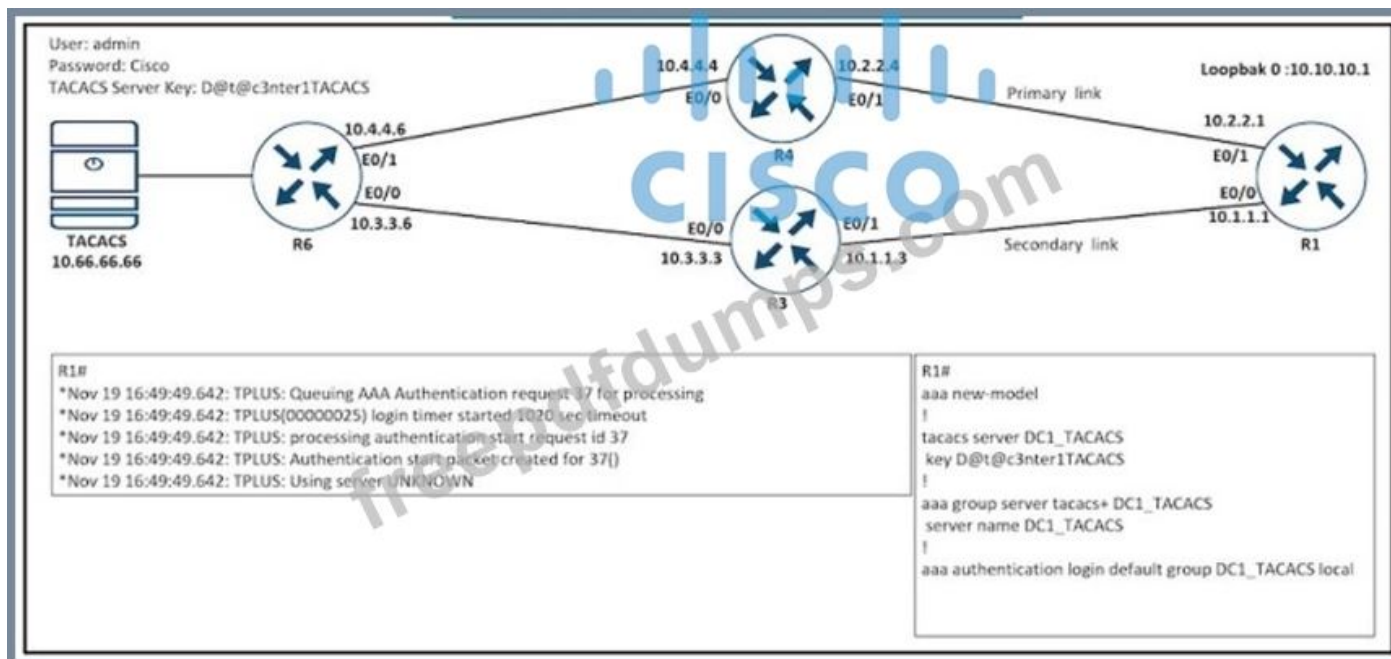 User: admin
Password: Cisco
TACACS Server Key: D@t@c3nter1TACACS
10.4.4.4
10.2.2.4
E0/0
E0/1
R4
Primary link
Loopbak 0 :10.10.10.1
10.4.4.6
E0/1
E0/0
10.3.3.6
R6
TACACS
10.66.66.66
CISCO
10.2.2.1
E0/1
E0/0
10.1.1.1
R1
E0/0
E0/1
10.3.3.3
10.1.1.3
R3
Secondary link
freepdfdumps.com
R1#
*Nov 19 16:49:49.642: TPLUS: Queuing AAA Authentication request 37 for processing
*Nov 19 16:49:49.642: TPLUS(00000025) login timer started 1020 sec timeout
*Nov 19 16:49:49.642: TPLUS: processing authentication start request id 37
*Nov 19 16:49:49.642: TPLUS: Authentication start packet created for 37()
*Nov 19 16:49:49.642: TPLUS: Using server UNKNOWN
R1#
aaa new-model
!
tacacs server DC1_TACACS
key D@t@c3nter1TACACS
!
aaa group server tacacs+ DC1_TACACS
server name DC1_TACACS
!
aaa authentication login default group DC1_TACACS local